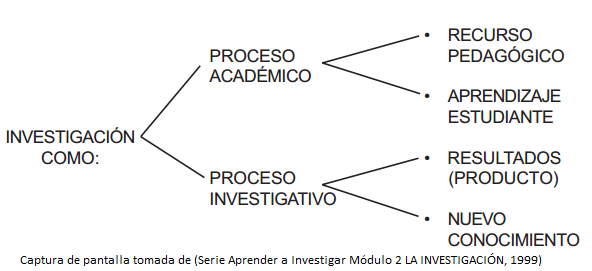 INVESTIGACIÓN
COMO:
PROCESO
ACADÉMICO
• RECURSO
PEDAGÓGICO
• APRENDIZAJE
ESTUDIANTE
PROCESO
INVESTIGATIVO
• RESULTADOS
(PRODUCTO)
• NUEVO
CONOCIMIENTO
Captura de pantalla tomada de (Serie Aprender a Investigar Módulo 2 LA INVESTIGACIÓN, 1999)